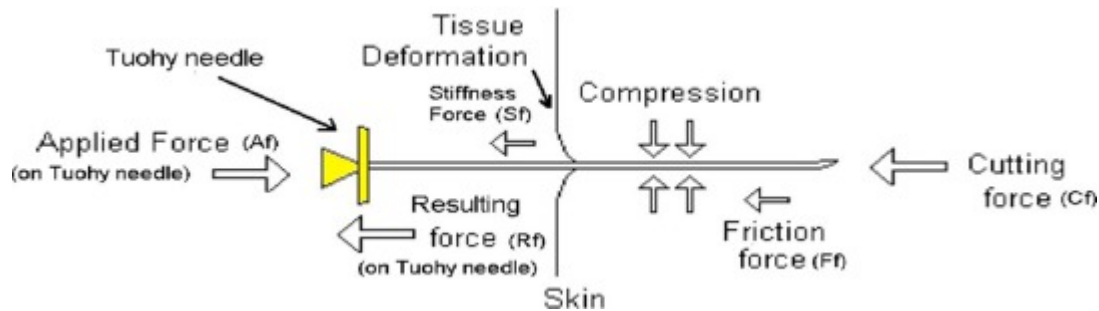 Tissue
Deformation
Tuohy needle
Stiffness
Force (Sf)
Compression
Applied Force (Af)
(on Tuohy needle)
Cutting
force (Cf)
Resulting
force (Rf)
(on Tuohy needle)
Friction
force (Ff)
Skin